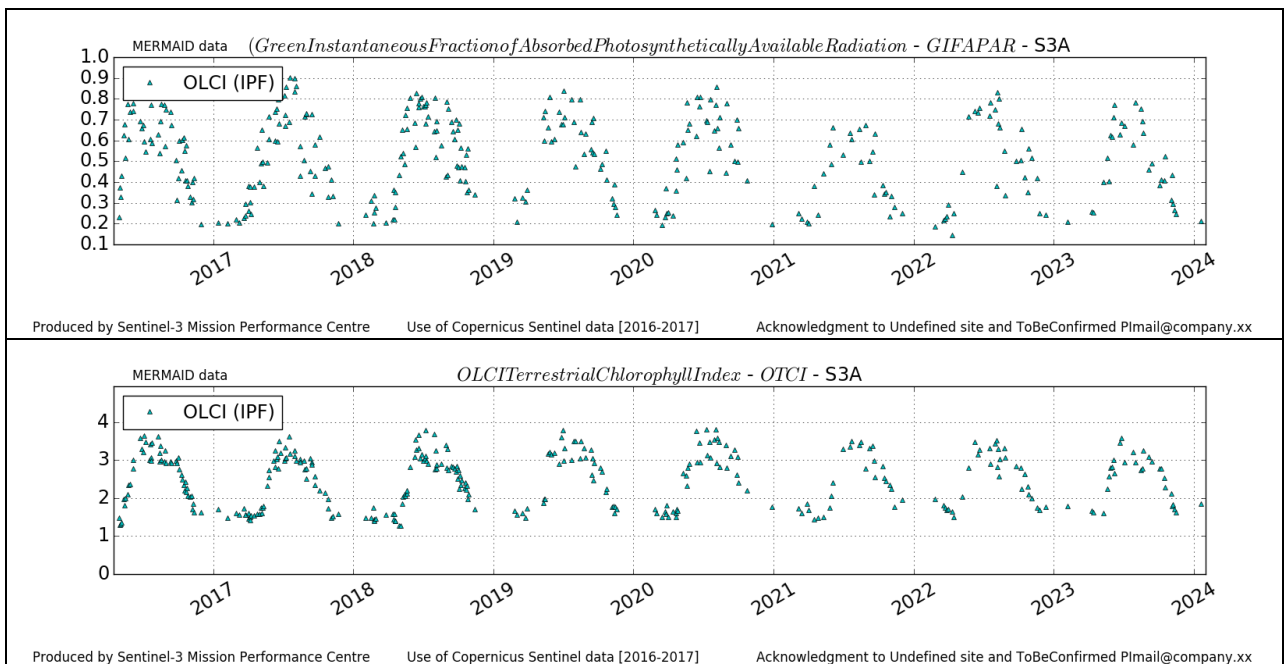 MERMAID data (GreenInstantaneousFractionofAbsorbedPhotosyntheticallyAvailableRadiation - GIFAPAR - S3A
1.0
0.9
0.8
0.7
0.6
0.5
0.4
0.3
0.2
0.1
OLCI (IPF)
2017 2018 2019 2020 2021 2022 2023 2024
Produced by Sentinel-3 Mission Performance Centre Use of Copernicus Sentinel data [2016-2017] Acknowledgment to Undefined site and ToBeConfirmed PImail@company.xx
MERMAID data OLCITerrestrialChlorophyllIndex - OTCI - S3A
OLCI (IPF)
4
3
2
1
0
2017 2018 2019 2020 2021 2022 2023 2024
Produced by Sentinel-3 Mission Performance Centre Use of Copernicus Sentinel data [2016-2017] Acknowledgment to Undefined site and ToBeConfirmed PImail@company.xx